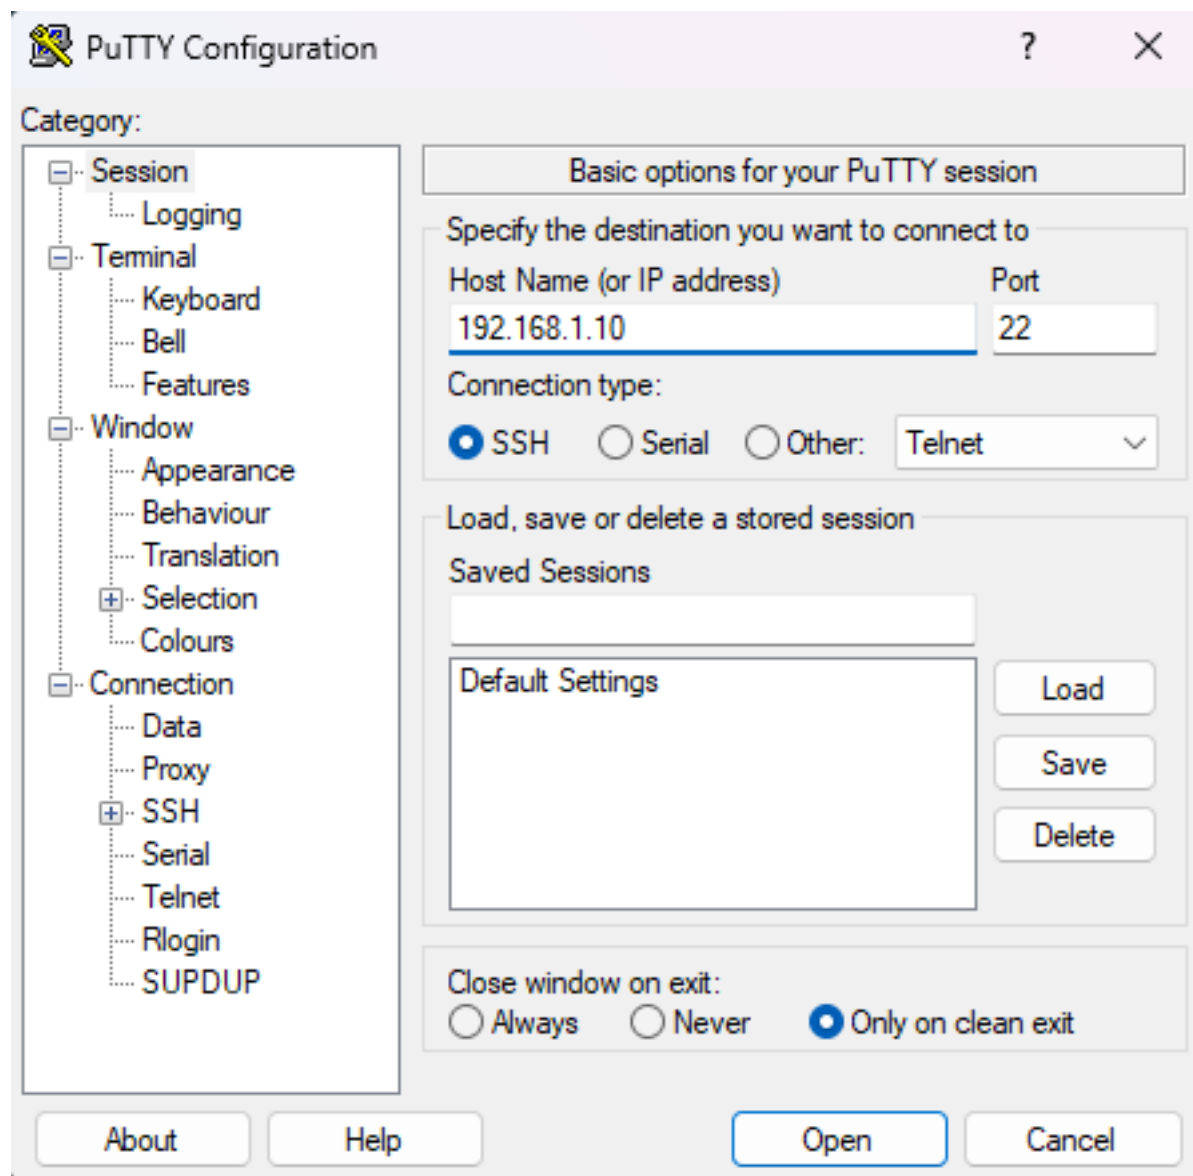 PuTTY Configuration
?
Category:
Session
Logging
Terminal
Keyboard
Bell
Features
Window
Appearance
Behaviour
Translation
Selection
Colours
Connection
Data
Proxy
SSH
Serial
Telnet
Rlogin
SUPDUP
Basic options for your PuTTY session
Specify the destination you want to connect to
Host Name (or IP address) Port
192.168.1.10 22
Connection type:
SSH Serial Other: Telnet
Load, save or delete a stored session
Saved Sessions
Default Settings
Load
Save
Delete
Close window on exit:
Always Never Only on clean exit
About Help Open Cancel